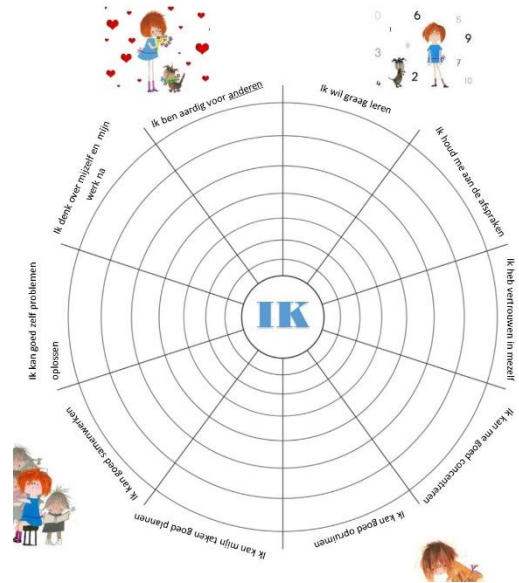 0 6 5
1 9
3 8 7
4 2 10
Ik ben aardig voor anderen
Ik wil graag leren
Ik houd me aan de afspraken
Ik heb vertrouwen in mezelf
Ik kan me goed concentreren
Ik kan goed opruimen
Ik kan mijn taken goed plannen
Ik kan goed samenwerken
Ik kan goed zelf problemen
oplossen
Ik denk over mijzelf en mijn
werk na
IK